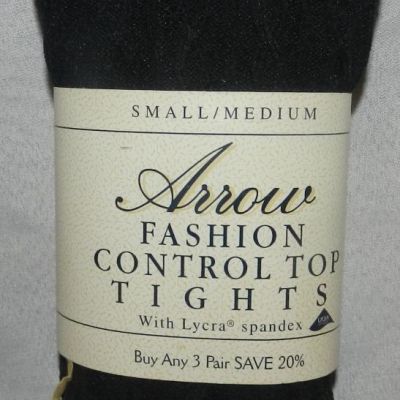 SMALL/MEDIUM
Arrow
FASHION
CONTROL TOP
TIGHTS
With Lycra® spandex
Buy Any 3 Pair SAVE 20%